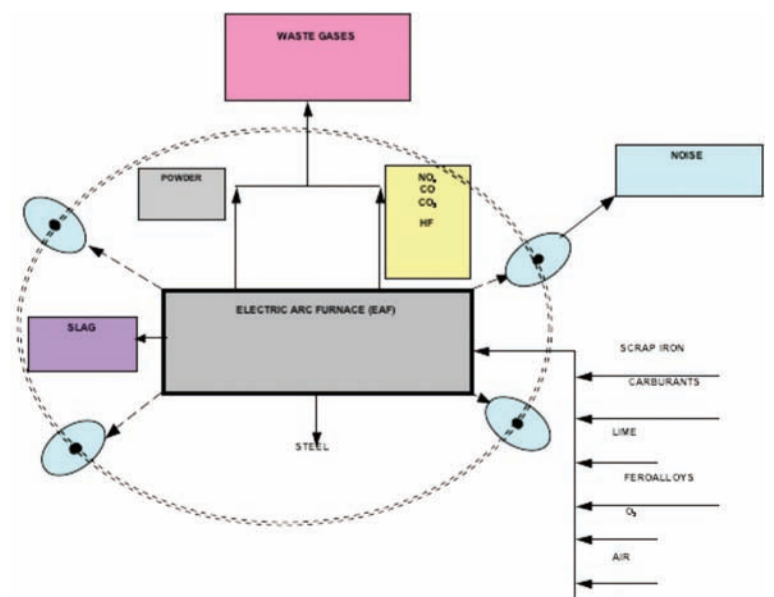 WASTE GASES
NOISE
POWDER
NOₓ
CO
CO₂
HF
ELECTRIC ARC FURNACE (EAF)
SLAG
SCRAP IRON
CARBURANTS
LIME
STEEL
FEROALLOYS
O₂
AIR